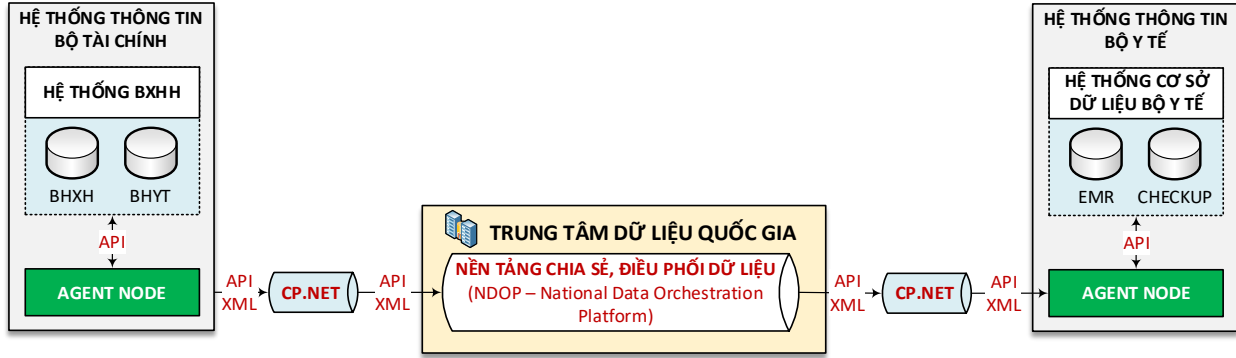 HỆ THỐNG THÔNG TIN
BỘ TÀI CHÍNH
HỆ THỐNG BXHH
BHXH
BHYT
API
AGENT NODE
API
XML
CP.NET
API
XML
TRUNG TÂM DỮ LIỆU QUỐC GIA
NỀN TẢNG CHIA SẺ, ĐIỀU PHỐI DỮ LIỆU
(NDOP – National Data Orchestration
Platform)
API
XML
CP.NET
API
XML
HỆ THỐNG THÔNG TIN
BỘ Y TẾ
HỆ THỐNG CƠ SỞ
DỮ LIỆU BỘ Y TẾ
EMR
CHECKUP
API
AGENT NODE